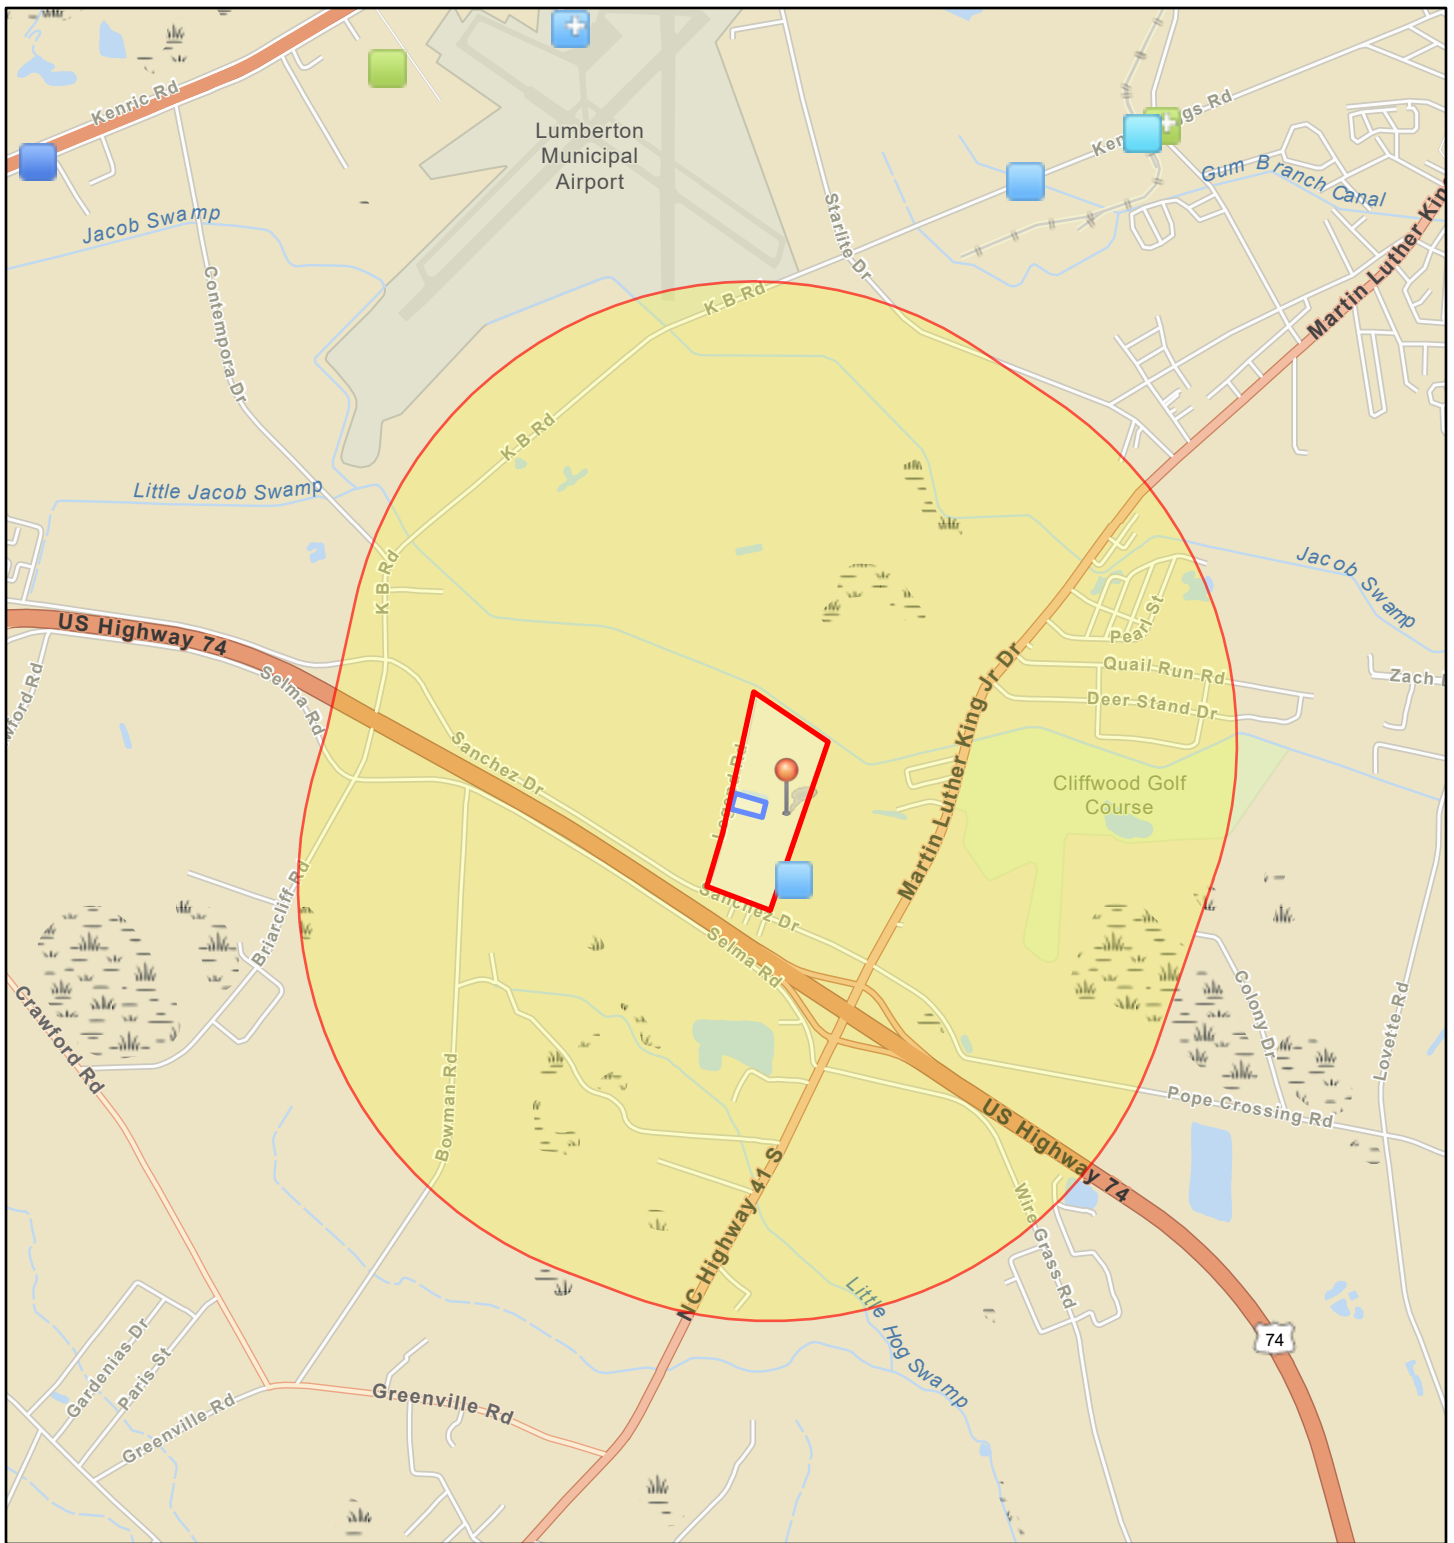 Kenric Rd
Lumberton
Municipal
Airport
Rd
Gum Branch Canal
Jacob Swamp
Starlite Dr
Martin Luther
Contempora Dr
K B Rd
K B Rd
Little Jacob Swamp
K B Rd
Jacob Swamp
Pearl St
US Highway 74
Quail Run Rd
Zach
Selma Rd
Deer Stand Dr
Martin Luther King Jr Dr
Sanchez Dr
Legend Rd
Cliffwood Golf
Course
Sanchez Dr
Briarcliff Rd
Selma Rd
Colony Dr
Lovette Rd
Crawford Rd
Bowman Rd
Pope Crossing Rd
US Highway 74
NC Highway 41 S
Wire Grass Rd
Little Hog Swamp
74
Gardenias Dr
Paris St
Greenville Rd
Greenville Rd